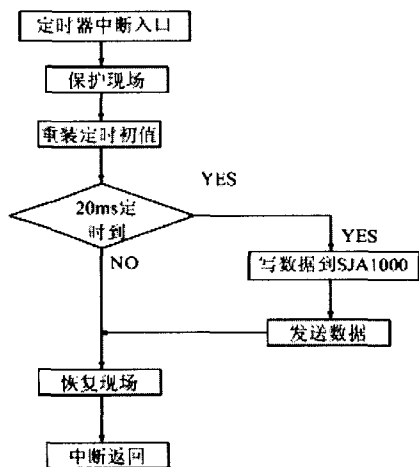 定时器中断入口
保护现场
重装定时初值
YES
20ms定
时到
YES
NO
写数据到SJA1000
发送数据
恢复现场
中断返回